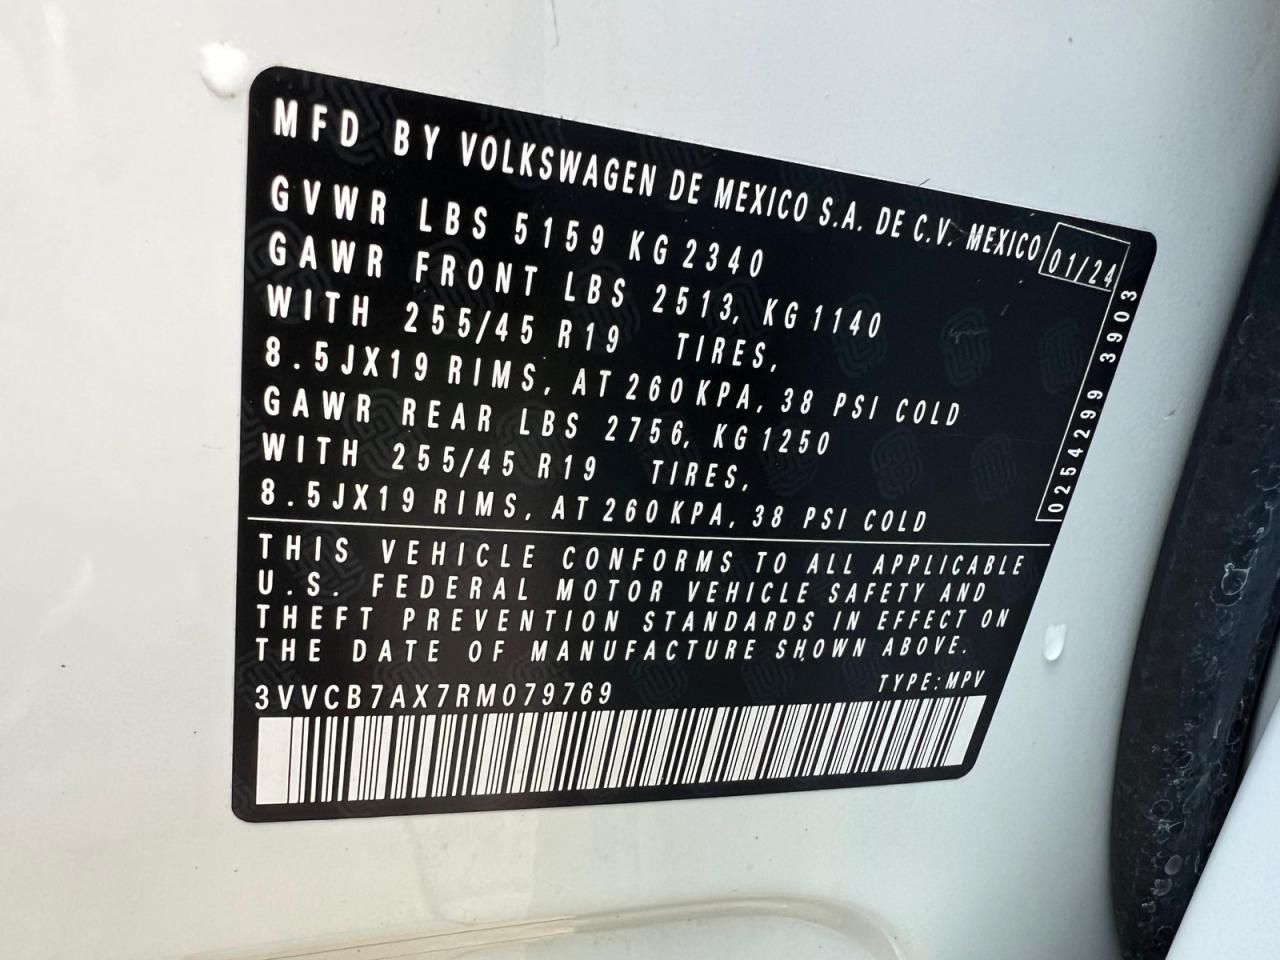 MFD BY VOLKSWAGEN DE MEXICO S.A. DE C.V. MEXICO 01/24
GVWR LBS 5159 KG 2340
GAWR FRONT LBS 2513, KG 1140
WITH 255/45 R19 TIRES,
8.5JX19 RIMS, AT 260 KPA, 38 PSI COLD
GAWR REAR LBS 2756, KG 1250
WITH 255/45 R19 TIRES,
8.5JX19 RIMS, AT 260 KPA, 38 PSI COLD
0254299 3903
THIS VEHICLE CONFORMS TO ALL APPLICABLE
U.S. FEDERAL MOTOR VEHICLE SAFETY AND
THEFT PREVENTION STANDARDS IN EFFECT ON
THE DATE OF MANUFACTURE SHOWN ABOVE.
3VVCB7AX7RM079769 TYPE: MPV